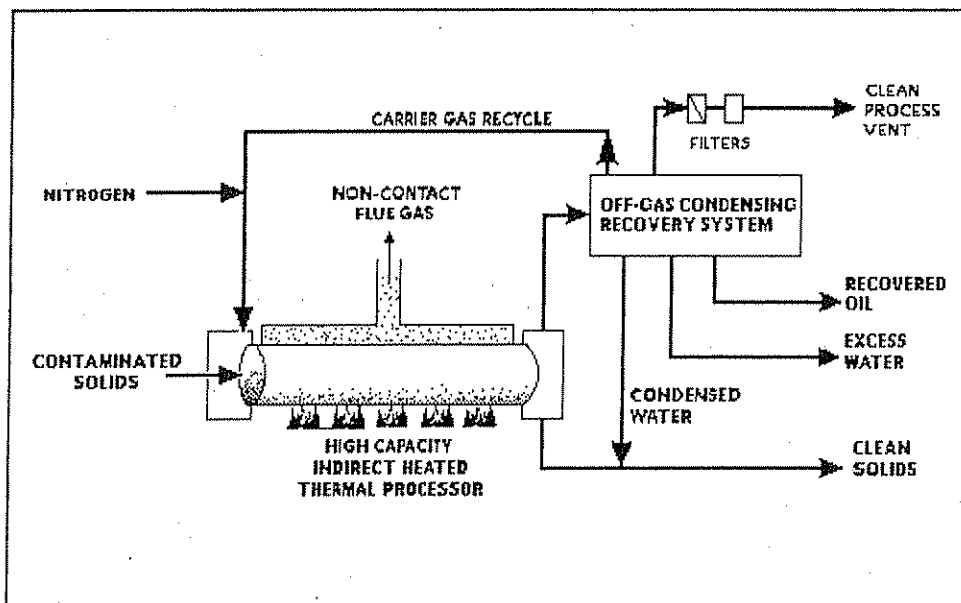 CARRIER GAS RECYCLE
FILTERS
CLEAN
PROCESS
VENT
NITROGEN
NON-CONTACT
FLUE GAS
OFF-GAS CONDENSING
RECOVERY SYSTEM
RECOVERED
OIL
EXCESS
WATER
CONTAMINATED
SOLIDS
CONDENSED
WATER
HIGH CAPACITY
INDIRECT HEATED
THERMAL PROCESSOR
CLEAN
SOLIDS